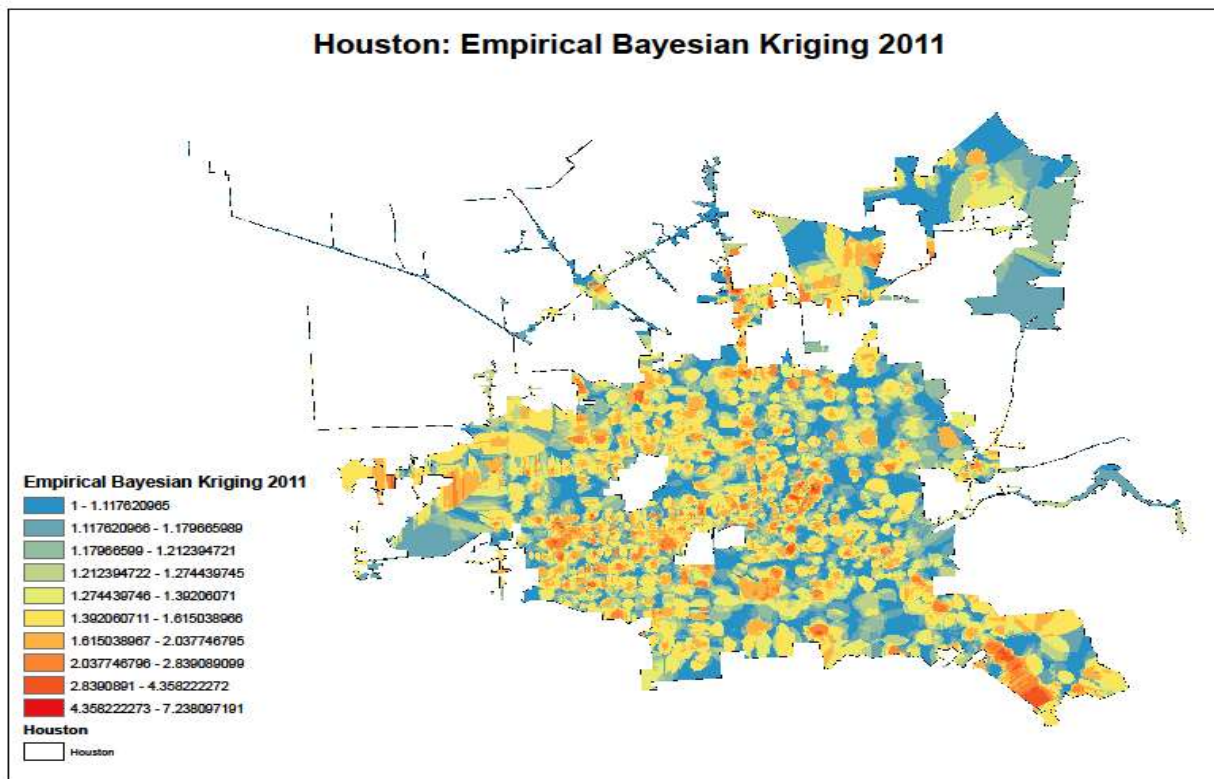 Houston: Empirical Bayesian Kriging 2011
Empirical Bayesian Kriging 2011
1 - 1.117620965
1.117620966 - 1.179665989
1.17966599 - 1.212394721
1.212394722 - 1.274439745
1.274439746 - 1.39206071
1.392060711 - 1.615038966
1.615038967 - 2.037746795
2.037746796 - 2.839089099
2.8390891 - 4.358222272
4.358222273 - 7.238097191
Houston
Houston